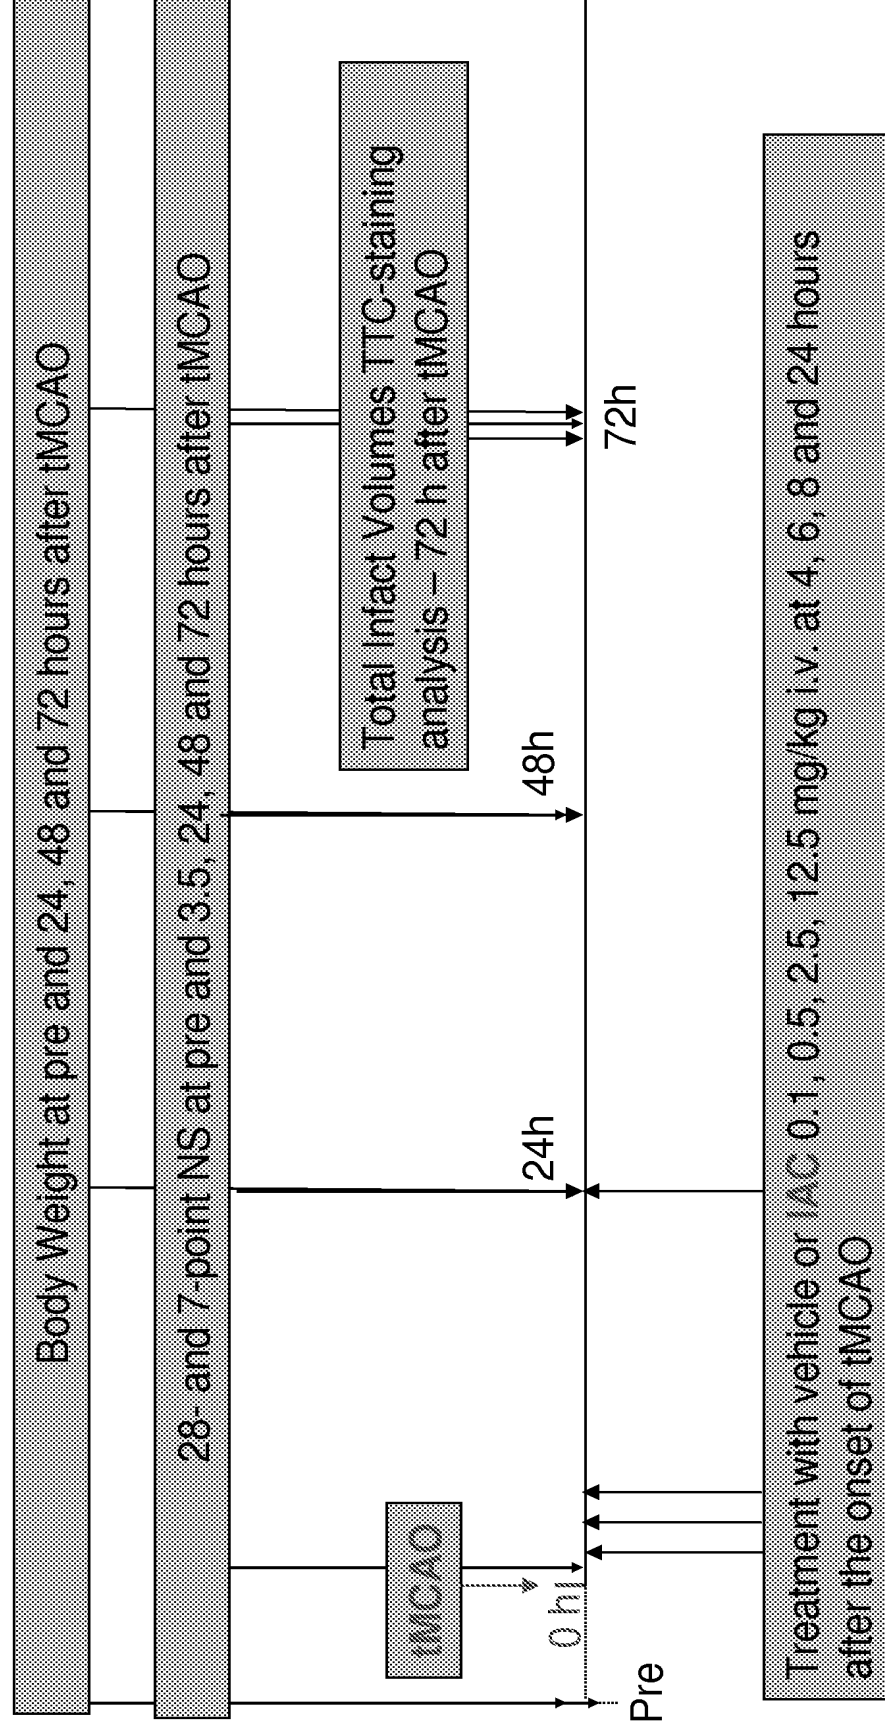 Body Weight at pre and 24, 48 and 72 hours after tMCAO
28- and 7-point NS at pre and 3.5, 24, 48 and 72 hours after tMCAO
Total Infact Volumes TTC-staining
analysis – 72 h after tMCAO
tMCAO
0 h
24h
48h
72h
Pre
Treatment with vehicle or IAC 0.1, 0.5, 2.5, 12.5 mg/kg i.v. at 4, 6, 8 and 24 hours
after the onset of tMCAO